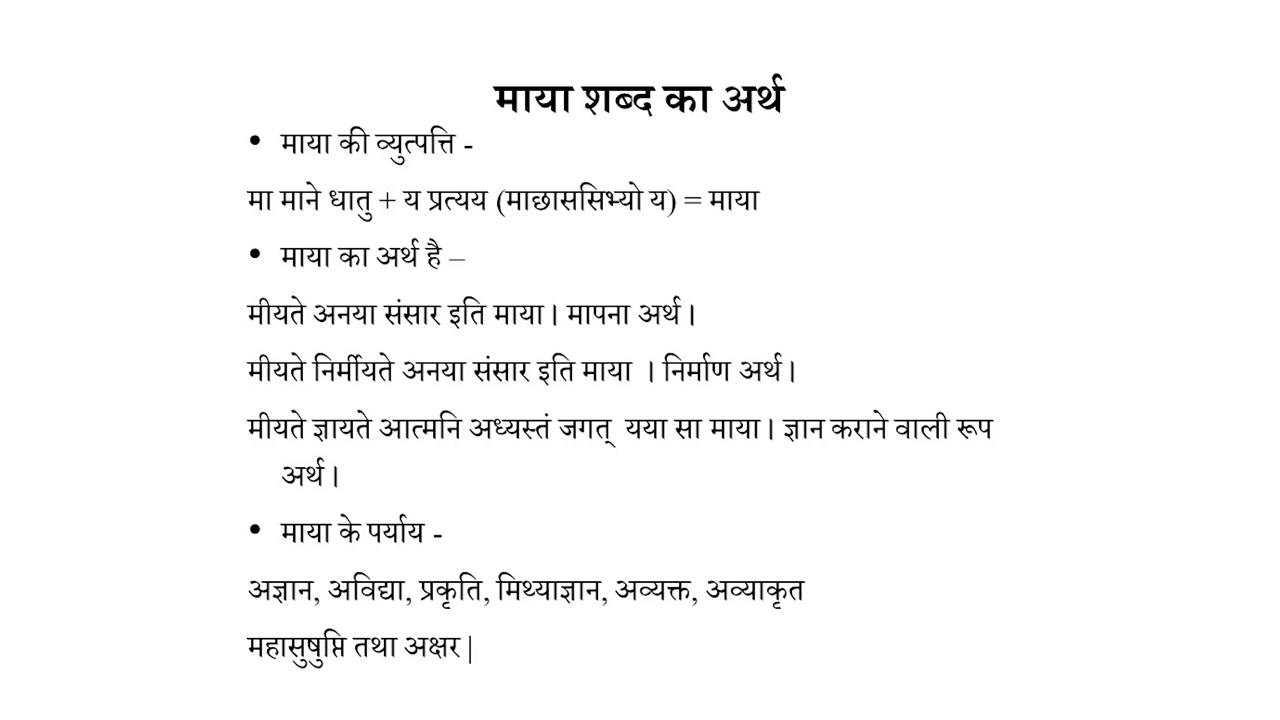 माया शब्द का अर्थ
• माया की व्युत्पत्ति -
मा माने धातु + य प्रत्यय (माछाससिभ्यो य) = माया
• माया का अर्थ है –
मीयते अनया संसार इति माया। मापना अर्थ।
मीयते निर्मीयते अनया संसार इति माया । निर्माण अर्थ।
मीयते ज्ञायते आत्मनि अध्यस्तं जगत् यया सा माया। ज्ञान कराने वाली रूप
अर्थ।
• माया के पर्याय -
अज्ञान, अविद्या, प्रकृति, मिथ्याज्ञान, अव्यक्त, अव्याकृत
महासुषुप्ति तथा अक्षर |